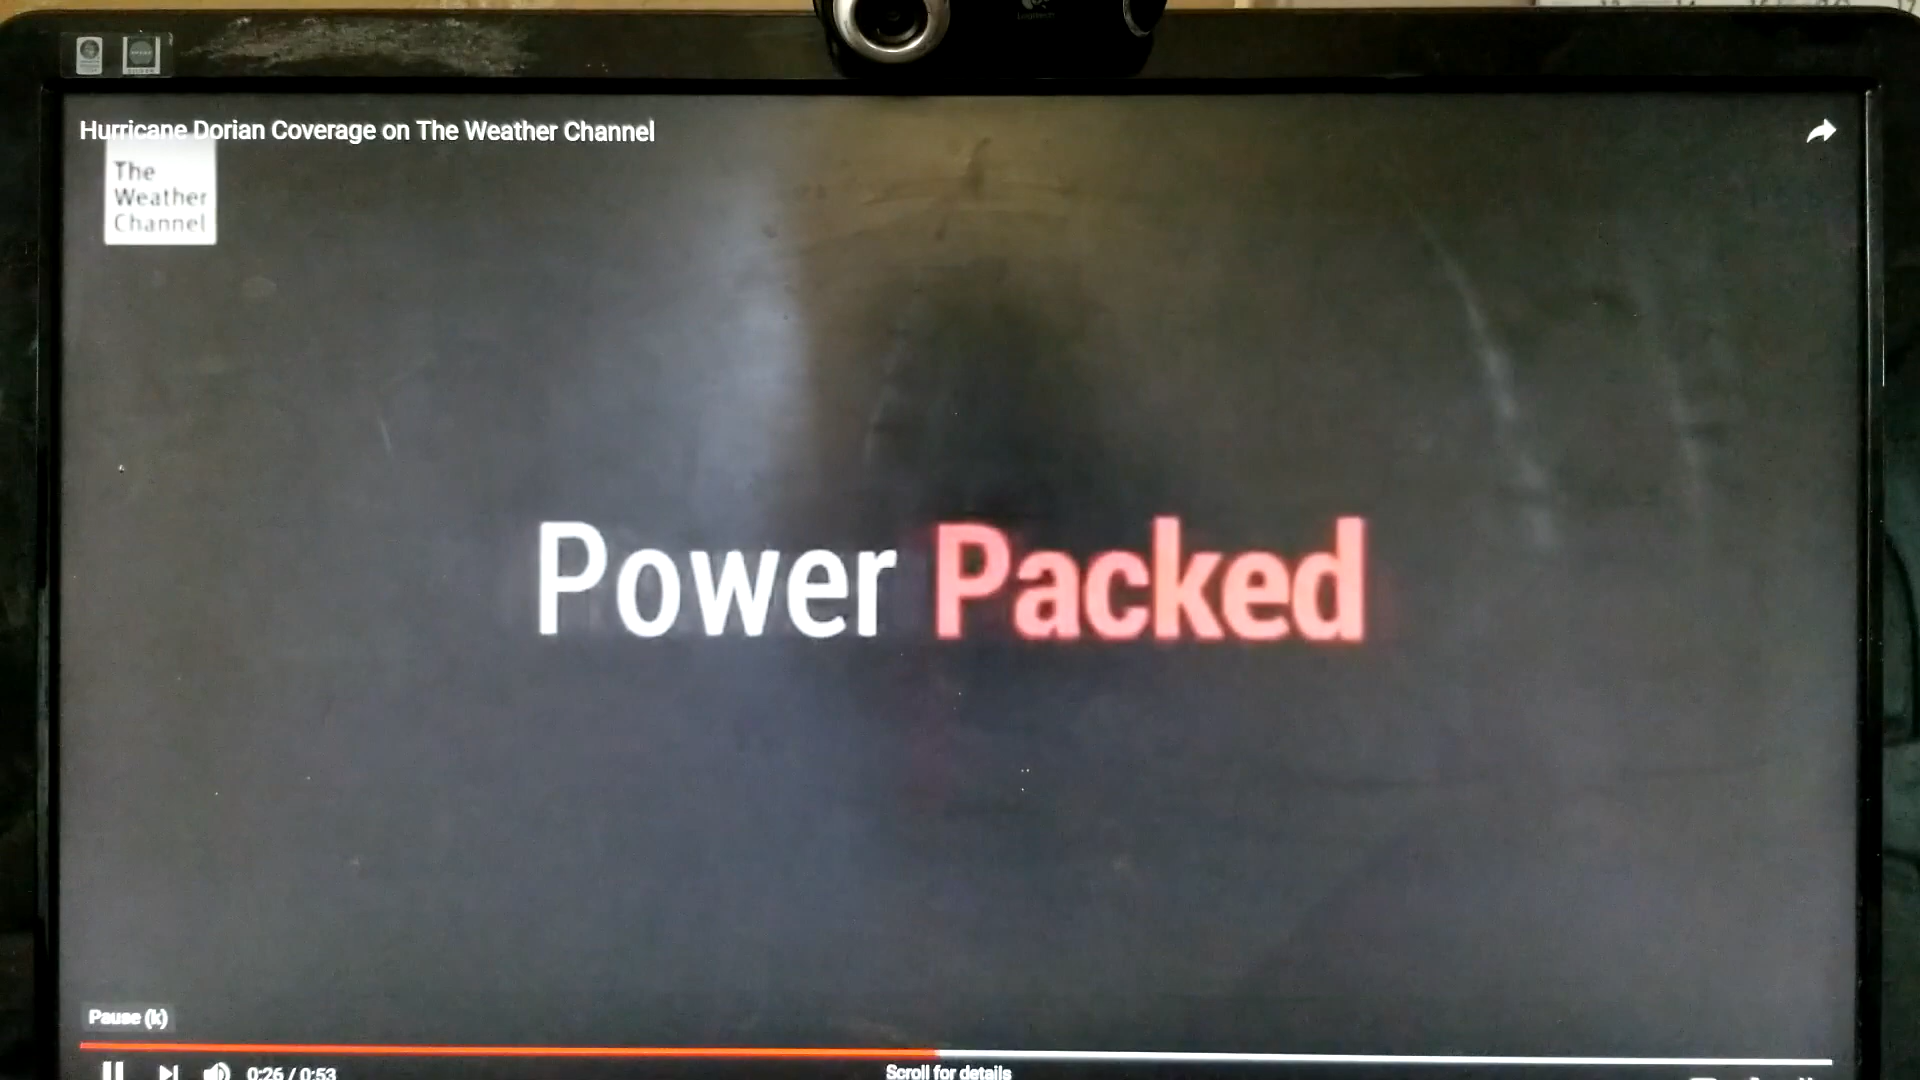 Hurricane Dorian Coverage on The Weather Channel
The
Weather
Channel
Power Packed
Pause (k)
0:26 / 0:53
Scroll for details